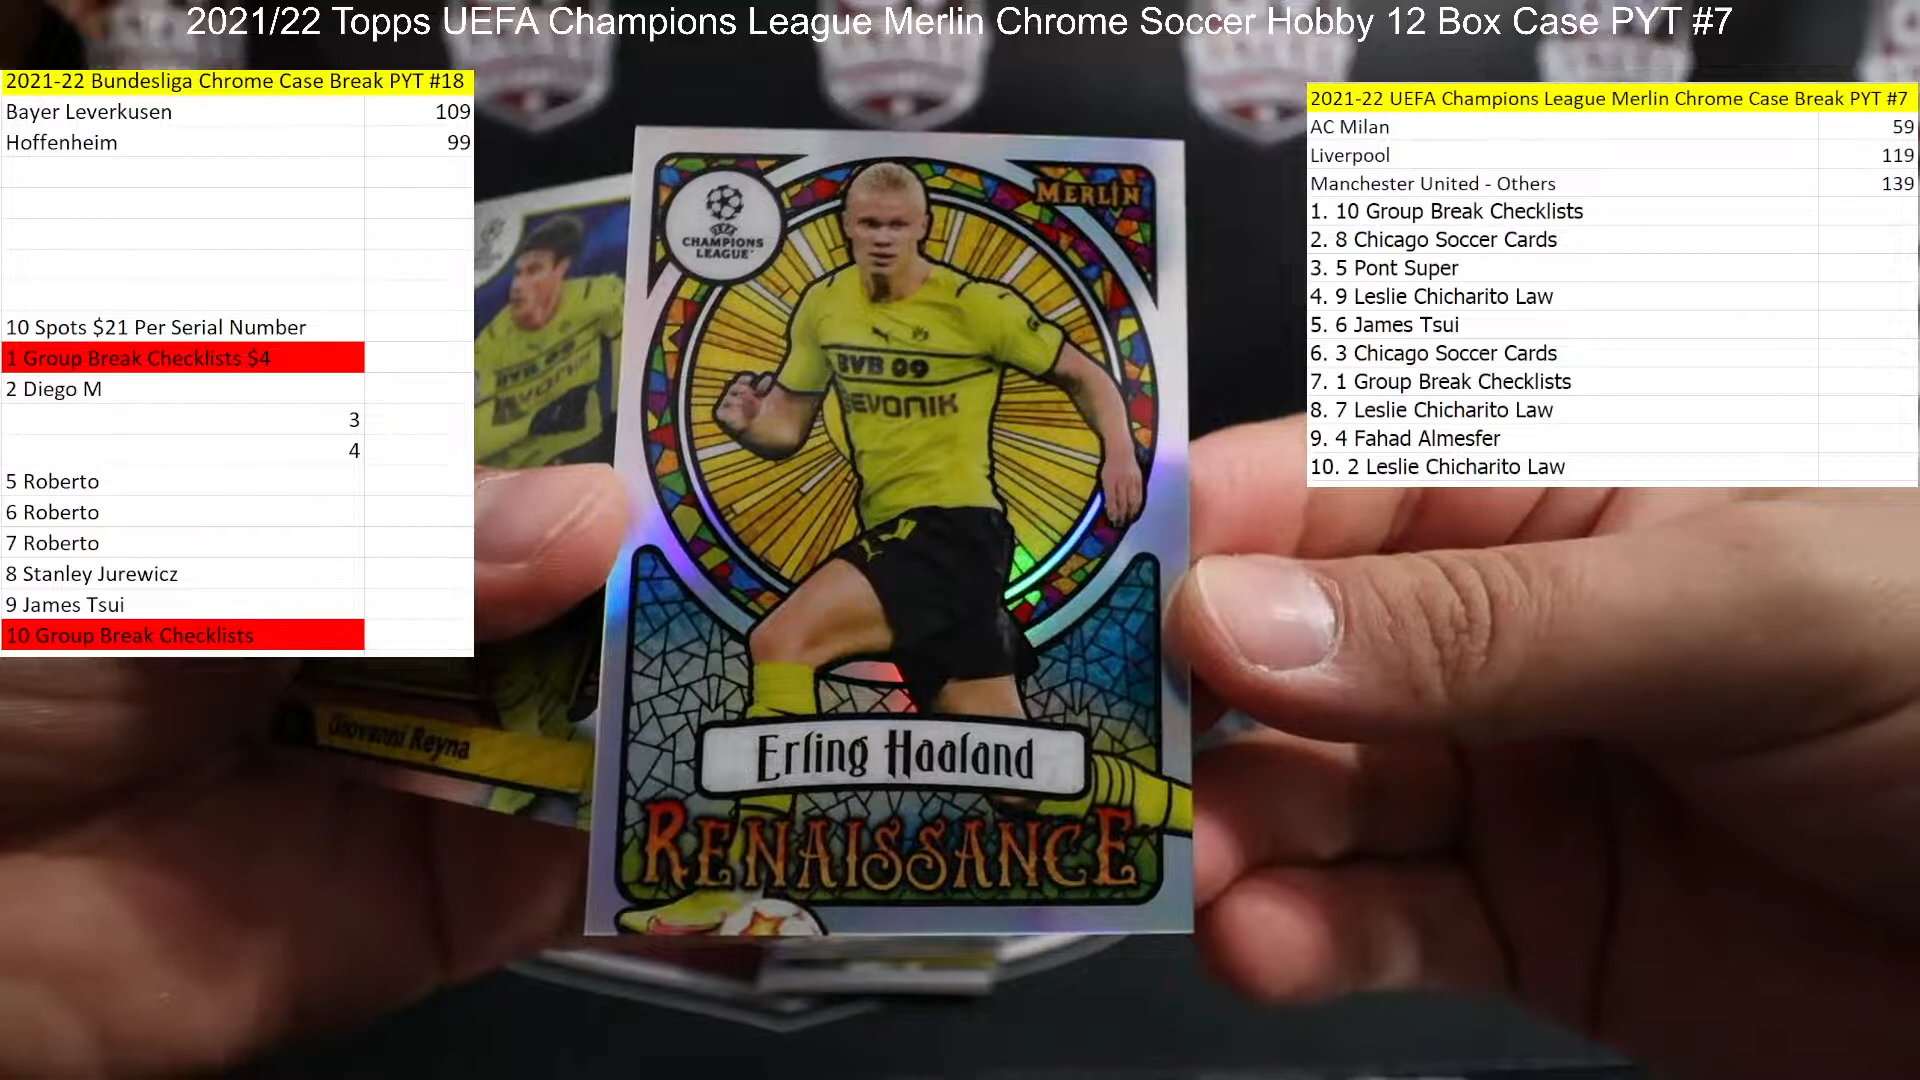 2021/22 Topps UEFA Champions League Merlin Chrome Soccer Hobby 12 Box Case PYT #7
2021-22 Bundesliga Chrome Case Break PYT #18
Bayer Leverkusen 109
Hoffenheim 99
10 Spots $21 Per Serial Number
1 Group Break Checklists $4
2 Diego M
3
4
5 Roberto
6 Roberto
7 Roberto
8 Stanley Jurewicz
9 James Tsui
10 Group Break Checklists
2021-22 UEFA Champions League Merlin Chrome Case Break PYT #7
AC Milan 59
Liverpool 119
Manchester United - Others 139
1. 10 Group Break Checklists
2. 8 Chicago Soccer Cards
3. 5 Pont Super
4. 9 Leslie Chicharito Law
5. 6 James Tsui
6. 3 Chicago Soccer Cards
7. 1 Group Break Checklists
8. 7 Leslie Chicharito Law
9. 4 Fahad Almesfer
10. 2 Leslie Chicharito Law
UEFA
CHAMPIONS
LEAGUE
MERLIN
BVB 09
EVONIK
Erling Haaland
RENAISSANCE
BVB 09
EVONIK
Giovanni Reyna